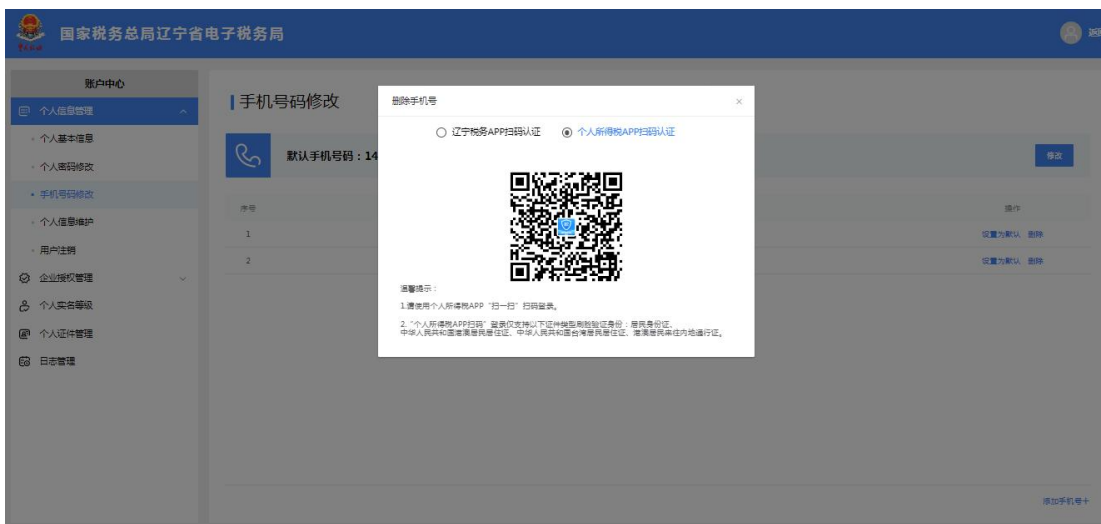 国家税务总局辽宁省电子税务局
账户中心
个人信息管理
个人基本信息
个人密码修改
手机号码修改
个人信息维护
用户注销
企业授权管理
个人实名等级
个人证件管理
日志管理
手机号码修改
默认手机号码：14
修改
序号
操作
1
设置为默认 删除
2
设置为默认 删除
添加手机号+
删除手机号
辽宁税务APP扫码认证
个人所得税APP扫码认证
温馨提示：
1.请使用个人所得税APP“扫一扫”扫码登录。
2.“个人所得税APP扫码”登录仅支持以下证件类型刷脸验证身份：居民身份证、
中华人民共和国港澳居民居住证、中华人民共和国台湾居民居住证、港澳居民来往内地通行证。